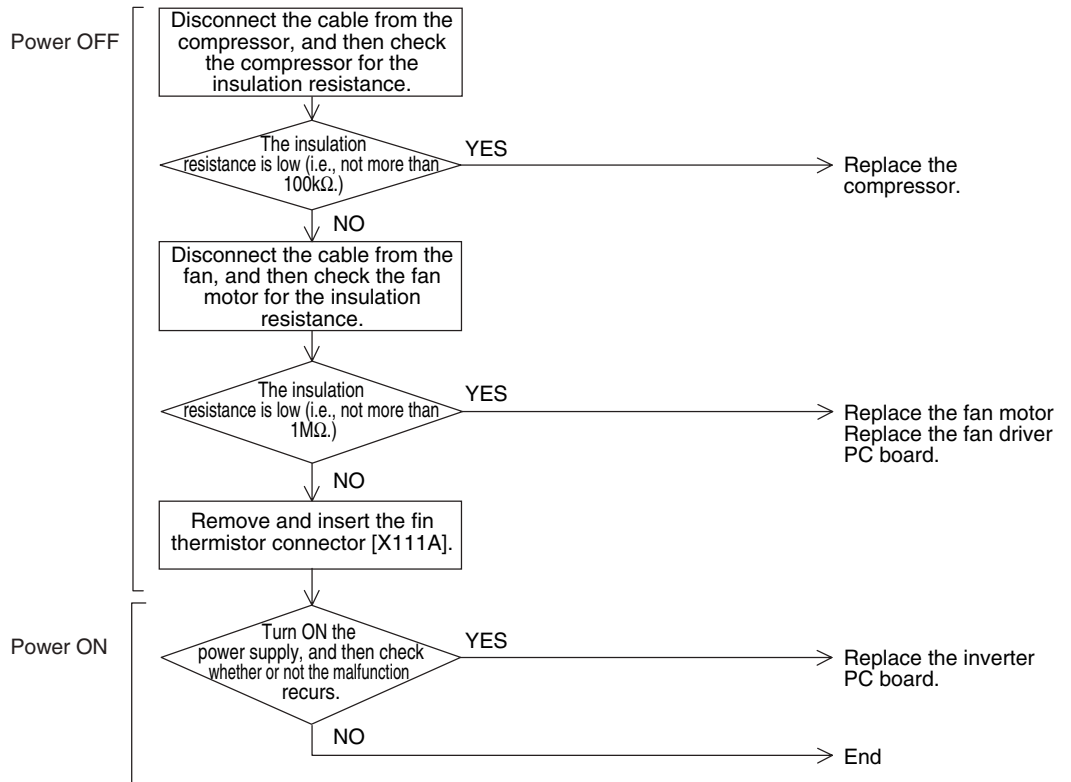 Power OFF
Disconnect the cable from the
compressor, and then check
the compressor for the
insulation resistance.
The insulation
resistance is low (i.e., not more than
100kΩ.)
YES
Replace the
compressor.
NO
Disconnect the cable from the
fan, and then check the fan
motor for the insulation
resistance.
The insulation
resistance is low (i.e., not more than
1MΩ.)
YES
Replace the fan motor
Replace the fan driver
PC board.
NO
Remove and insert the fin
thermistor connector [X111A].
Power ON
Turn ON the
power supply, and then check
whether or not the malfunction
recurs.
YES
Replace the inverter
PC board.
NO
End